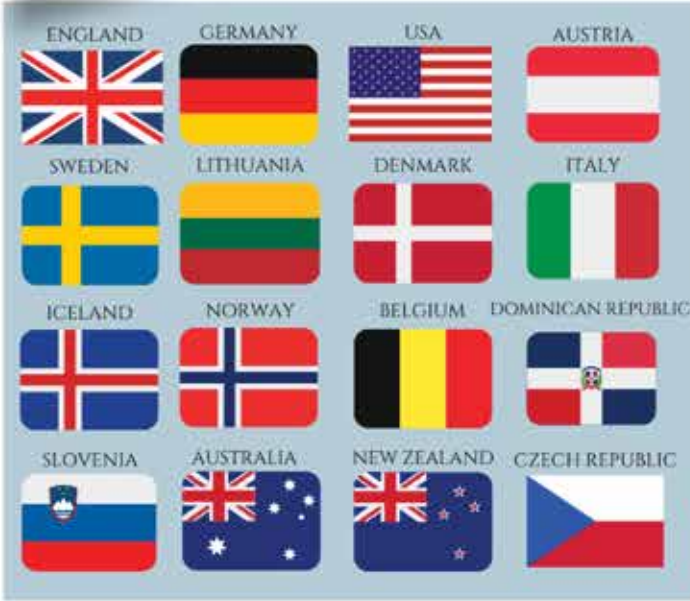 ENGLAND GERMANY USA AUSTRIA
SWEDEN LITHUANIA DENMARK ITALY
ICELAND NORWAY BELGIUM DOMINICAN REPUBLIC
SLOVENIA AUSTRALIA NEW ZEALAND CZECH REPUBLIC